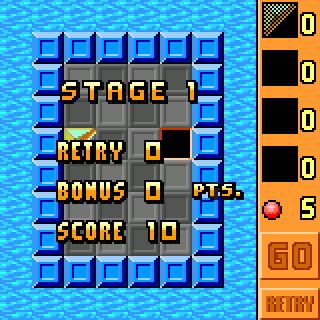 0
0
STAGE 1
0
RETRY 0
0
BONUS 0 PTS.
5
SCORE 10
GO
RETRY